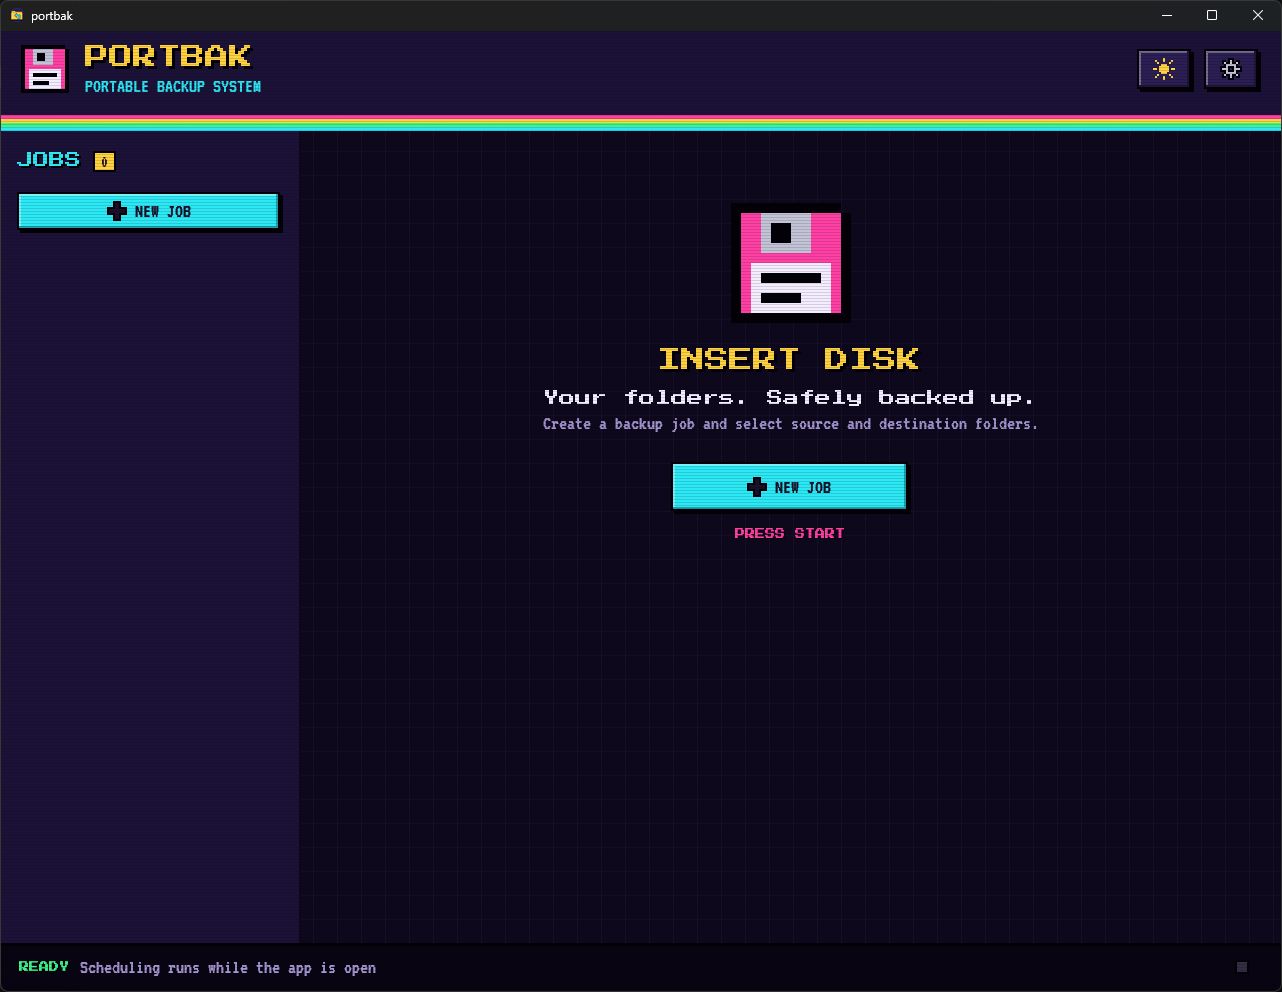 portbak
PORTBAK
PORTABLE BACKUP SYSTEM
JOBS 0
NEW JOB
INSERT DISK
Your folders. Safely backed up.
Create a backup job and select source and destination folders.
NEW JOB
PRESS START
READY Scheduling runs while the app is open